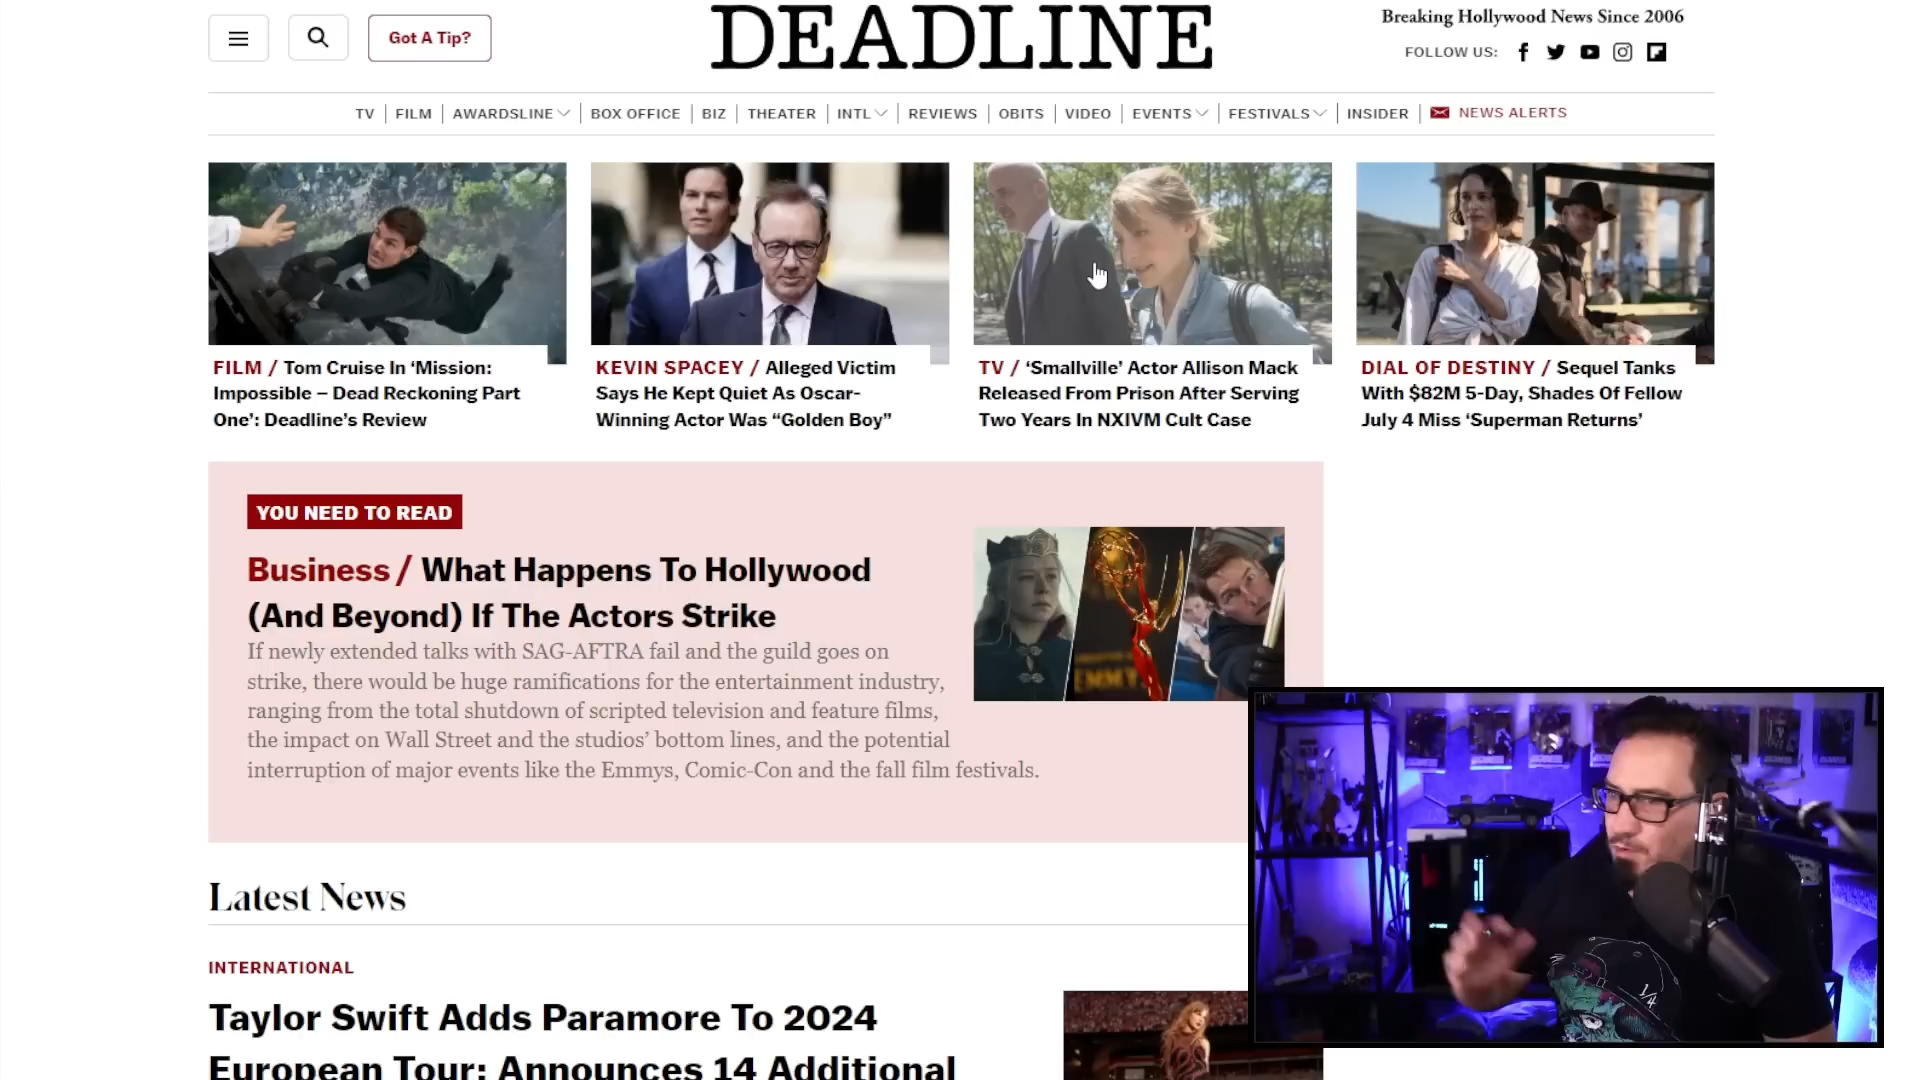 Got A Tip?
DEADLINE
Breaking Hollywood News Since 2006
FOLLOW US:
TV | FILM | AWARDSLINE | BOX OFFICE | BIZ | THEATER | INTL | REVIEWS | OBITS | VIDEO | EVENTS | FESTIVALS | INSIDER | NEWS ALERTS
FILM / Tom Cruise In ‘Mission:
Impossible – Dead Reckoning Part
One’: Deadline’s Review
KEVIN SPACEY / Alleged Victim
Says He Kept Quiet As Oscar-
Winning Actor Was “Golden Boy”
TV / ‘Smallville’ Actor Allison Mack
Released From Prison After Serving
Two Years In NXIVM Cult Case
DIAL OF DESTINY / Sequel Tanks
With $82M 5-Day, Shades Of Fellow
July 4 Miss ‘Superman Returns’
YOU NEED TO READ
Business / What Happens To Hollywood
(And Beyond) If The Actors Strike
If newly extended talks with SAG-AFTRA fail and the guild goes on
strike, there would be huge ramifications for the entertainment industry,
ranging from the total shutdown of scripted television and feature films,
the impact on Wall Street and the studios’ bottom lines, and the potential
interruption of major events like the Emmys, Comic-Con and the fall film festivals.
EMMY
Latest News
INTERNATIONAL
Taylor Swift Adds Paramore To 2024
European Tour; Announces 14 Additional
1/4